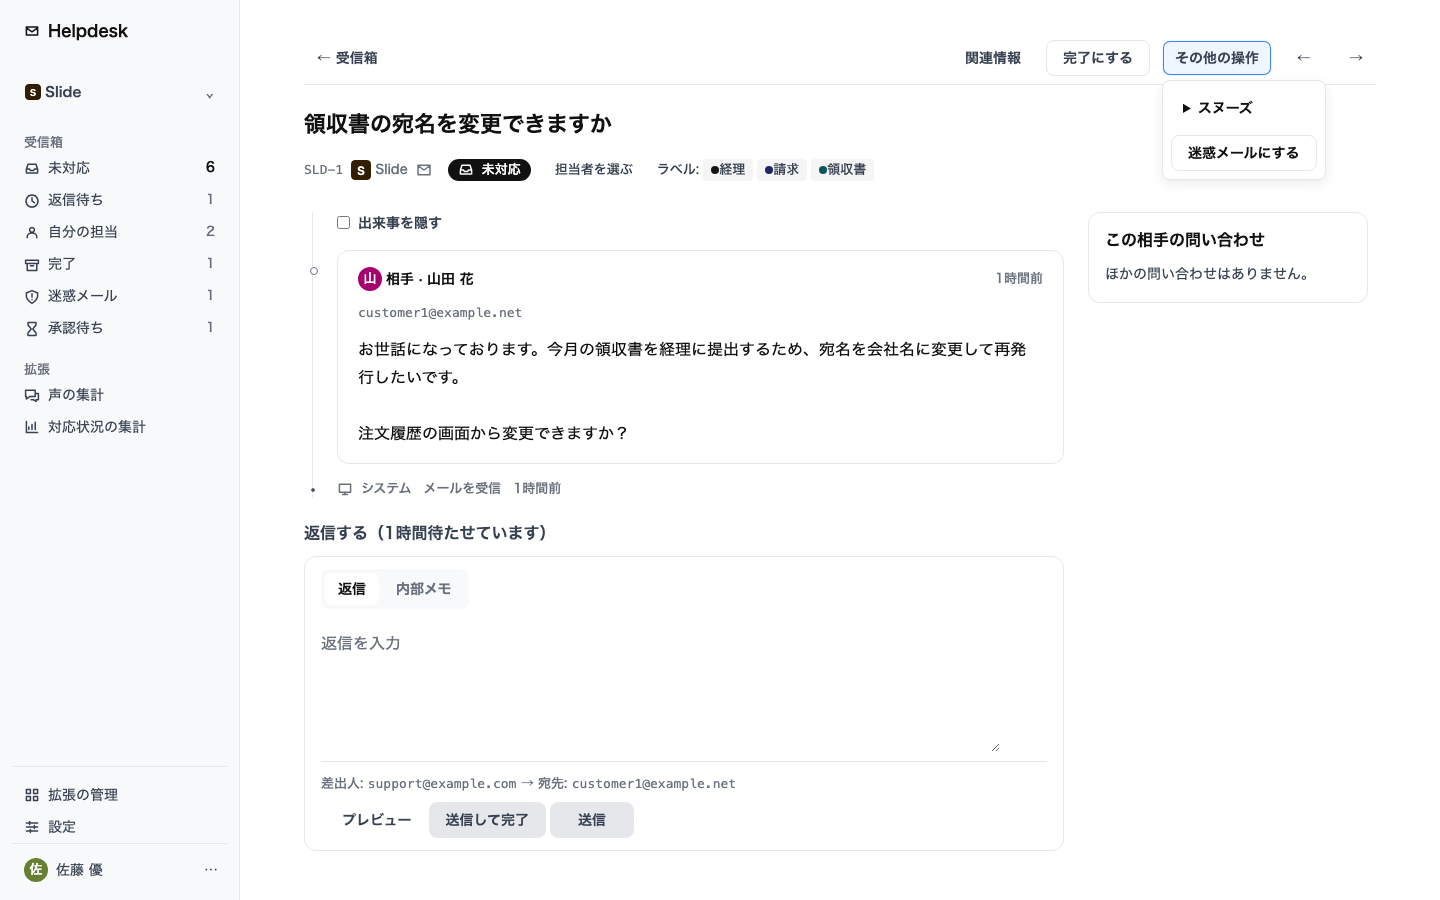 Helpdesk
S Slide
受信箱
未対応 6
返信待ち 1
自分の担当 2
完了 1
迷惑メール 1
承認待ち 1
拡張
声の集計
対応状況の集計
拡張の管理
設定
佐 佐藤 優 …
← 受信箱
関連情報 完了にする その他の操作 ← →
▶ スヌーズ
迷惑メールにする
領収書の宛名を変更できますか
SLD-1 S Slide 未対応 担当者を選ぶ ラベル: 経理 請求 領収書
出来事を隠す
山 相手 · 山田 花 1時間前
customer1@example.net
お世話になっております。今月の領収書を経理に提出するため、宛名を会社名に変更して再発
行したいです。
注文履歴の画面から変更できますか？
システム メールを受信 1時間前
この相手の問い合わせ
ほかの問い合わせはありません。
返信する（1時間待たせています）
返信 内部メモ
返信を入力
差出人: support@example.com → 宛先: customer1@example.net
プレビュー 送信して完了 送信